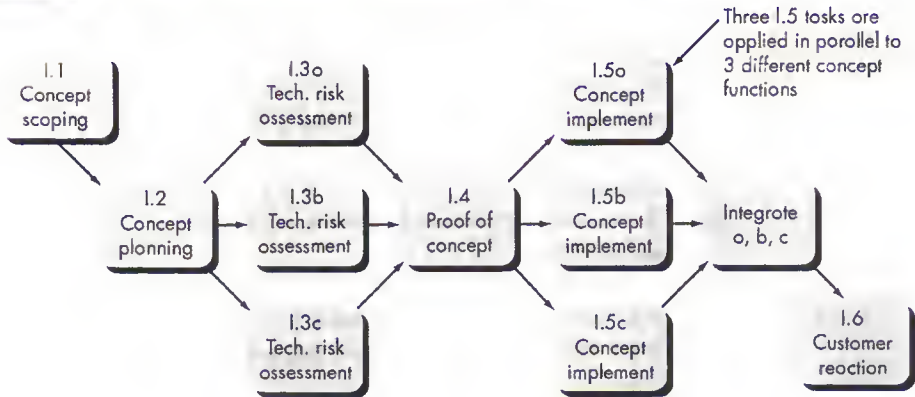 Three I.5 tasks are
applied in parallel to
3 different concept
functions
I.1
Concept
scoping
I.3a
Tech. risk
assessment
I.5a
Concept
implement
I.2
Concept
planning
I.3b
Tech. risk
assessment
I.4
Proof of
concept
I.5b
Concept
implement
Integrate
a, b, c
I.3c
Tech. risk
assessment
I.5c
Concept
implement
I.6
Customer
reaction